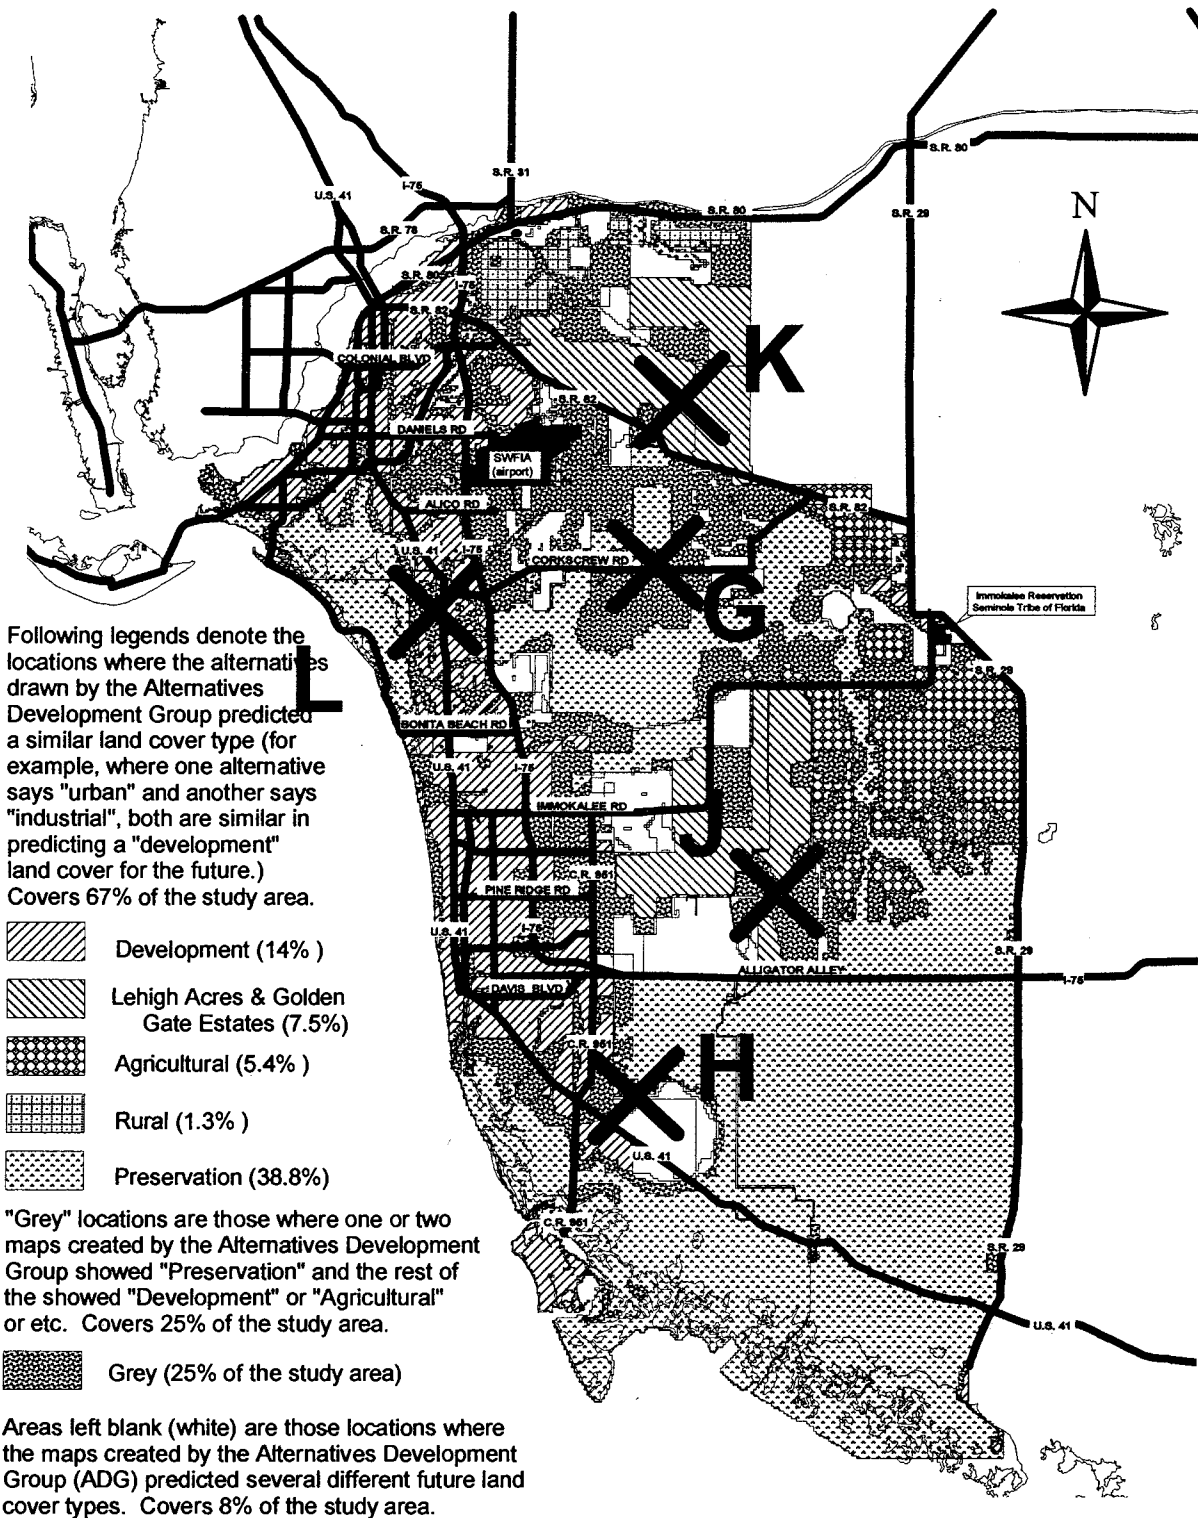 S.R. 31
S.R. 80
I-75
U.S. 41
S.R. 78
S.R. 80
S.R. 29
N
S.R. 80
I-75
S.R. 82
K
COLONIAL BLVD
S.R. 82
DANIELS RD
SWFIA
(airport)
ALICO RD
S.R. 82
U.S. 41
I-75
CORKSCREW RD
G
Immokalee Reservation
Seminole Tribe of Florida
L
S.R. 29
BONITA BEACH RD
U.S. 41
I-75
IMMOKALEE RD
J
C.R. 951
PINE RIDGE RD
U.S. 41
I-75
S.R. 29
ALLIGATOR ALLEY
I-75
DAVIS BLVD
C.R. 951
H
U.S. 41
C.R. 951
S.R. 29
U.S. 41
Following legends denote the
locations where the alternatives
drawn by the Alternatives
Development Group predicted
a similar land cover type (for
example, where one alternative
says "urban" and another says
"industrial", both are similar in
predicting a "development"
land cover for the future.)
Covers 67% of the study area.
Development (14% )
Lehigh Acres & Golden
Gate Estates (7.5%)
Agricultural (5.4% )
Rural (1.3% )
Preservation (38.8%)
"Grey" locations are those where one or two
maps created by the Alternatives Development
Group showed "Preservation" and the rest of
the showed "Development" or "Agricultural"
or etc. Covers 25% of the study area.
Grey (25% of the study area)
Areas left blank (white) are those locations where
the maps created by the Alternatives Development
Group (ADG) predicted several different future land
cover types. Covers 8% of the study area.